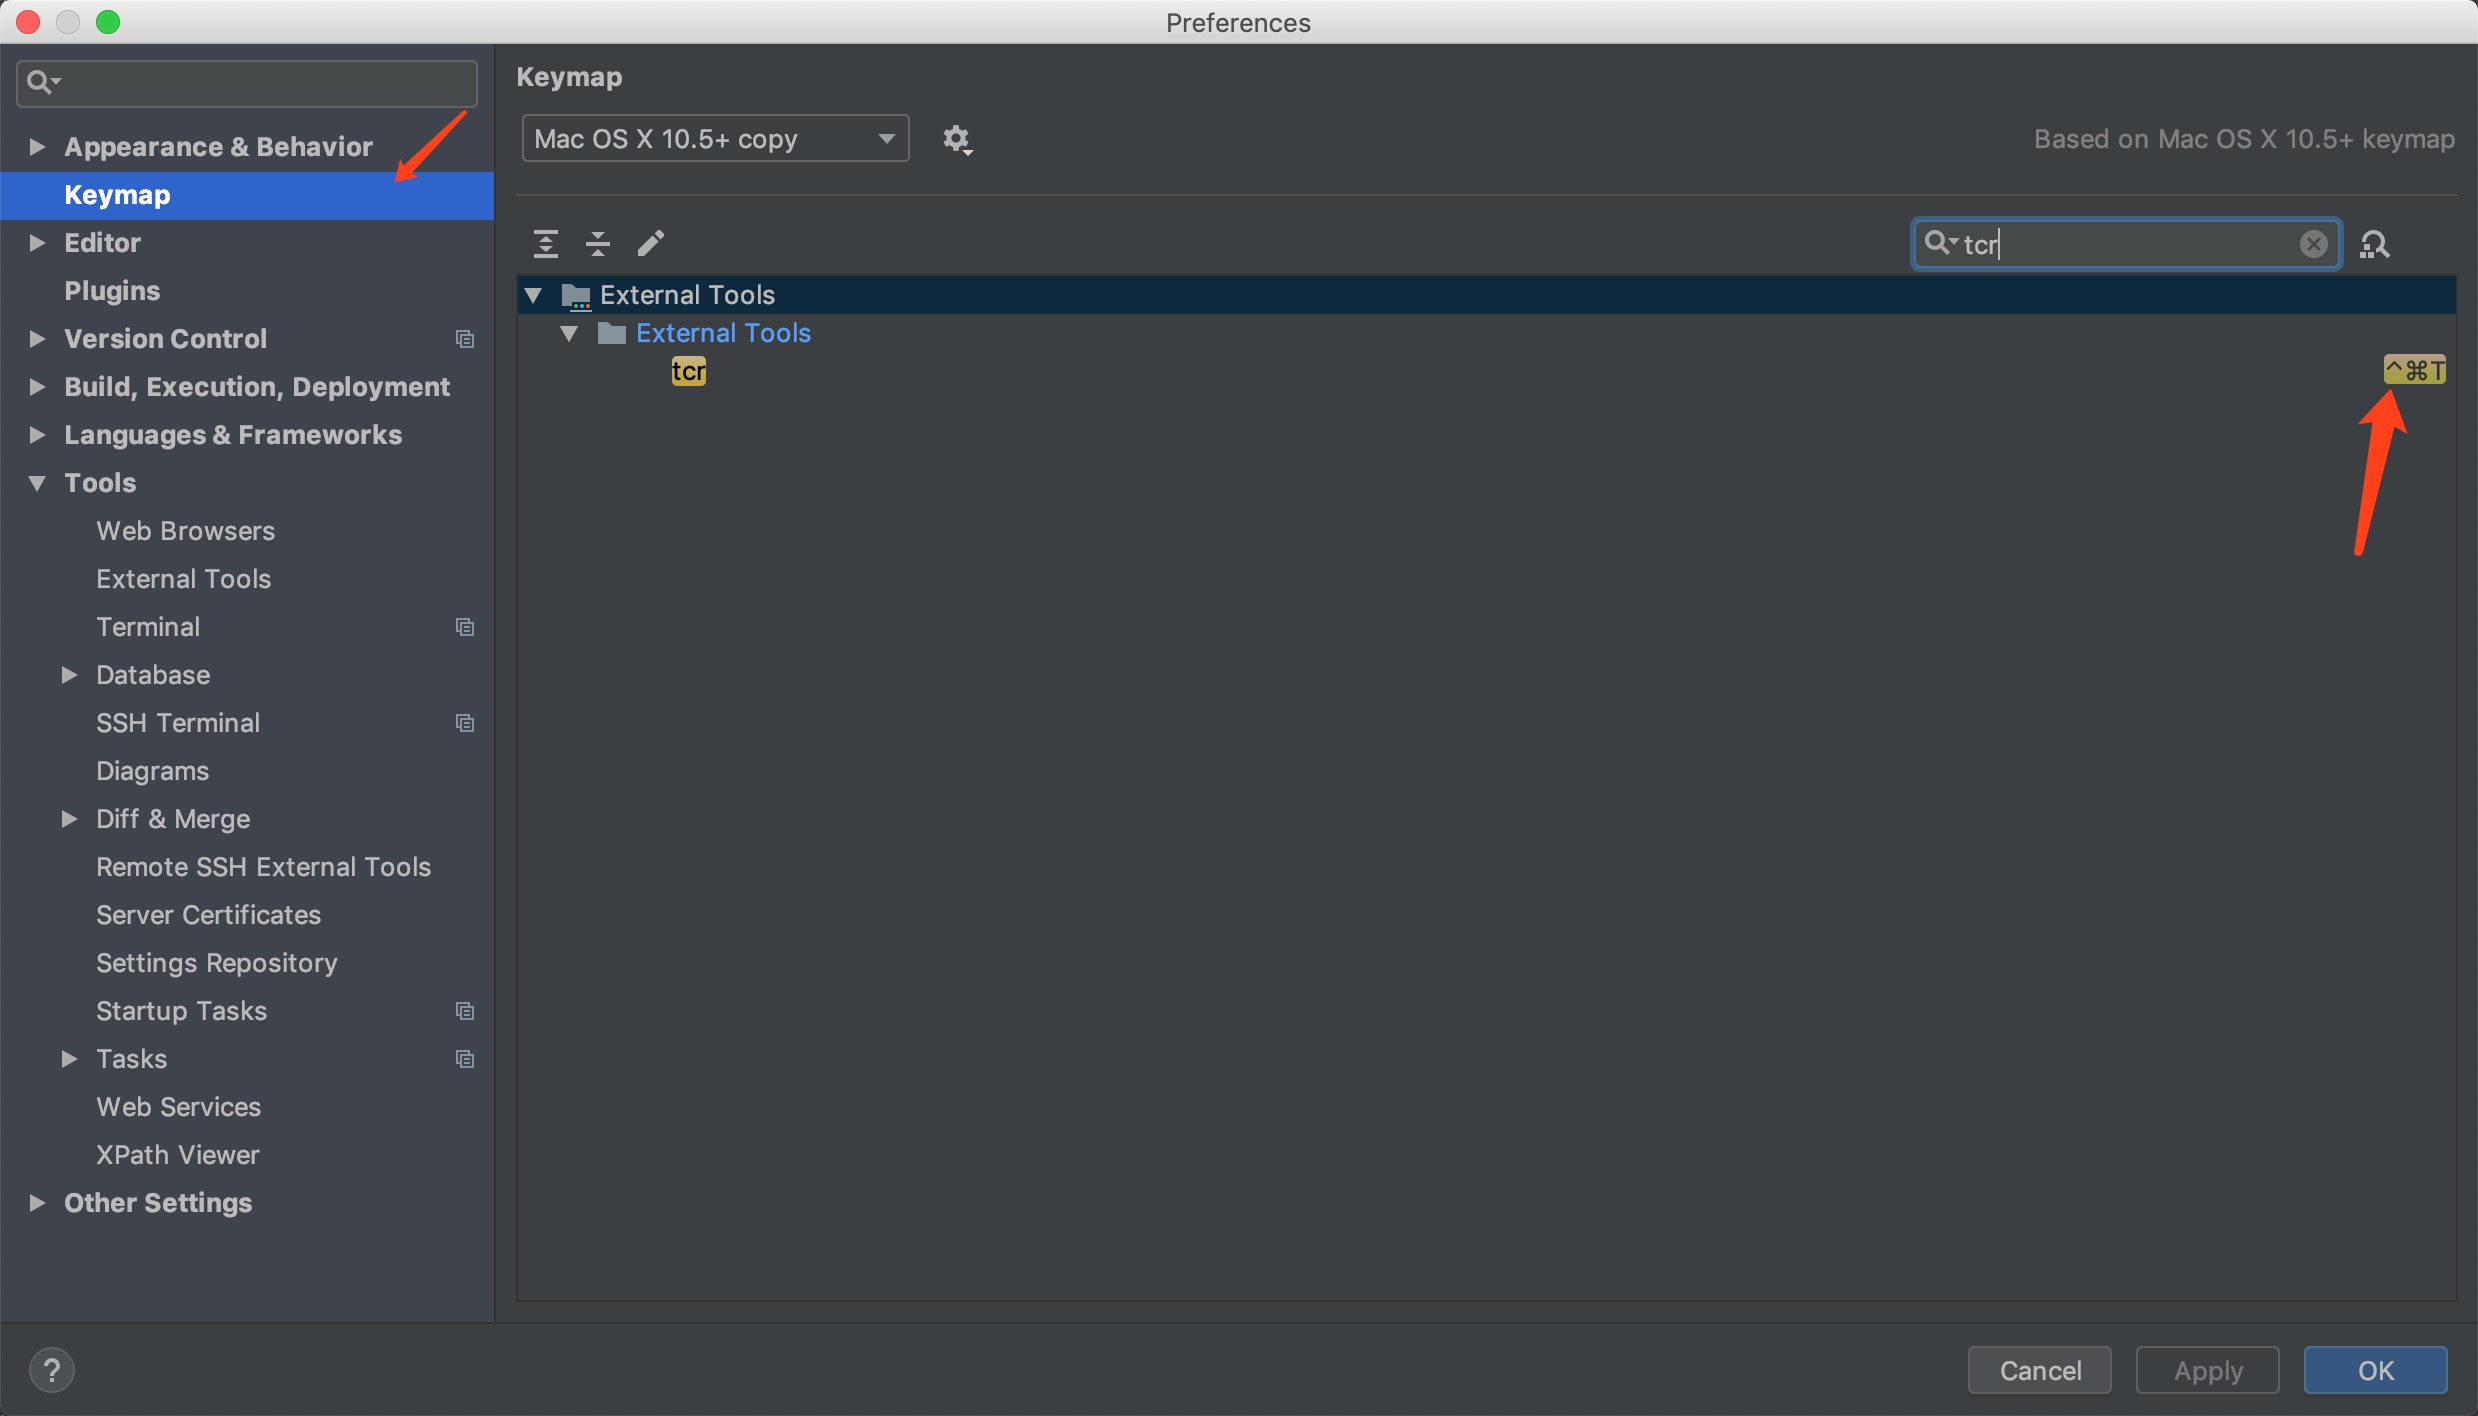 Preferences
Appearance & Behavior
Keymap
Editor
Plugins
Version Control
Build, Execution, Deployment
Languages & Frameworks
Tools
Web Browsers
External Tools
Terminal
Database
SSH Terminal
Diagrams
Diff & Merge
Remote SSH External Tools
Server Certificates
Settings Repository
Startup Tasks
Tasks
Web Services
XPath Viewer
Other Settings
Keymap
Mac OS X 10.5+ copy
Based on Mac OS X 10.5+ keymap
tcr
External Tools
External Tools
tcr
^⌘T
?
Cancel
Apply
OK